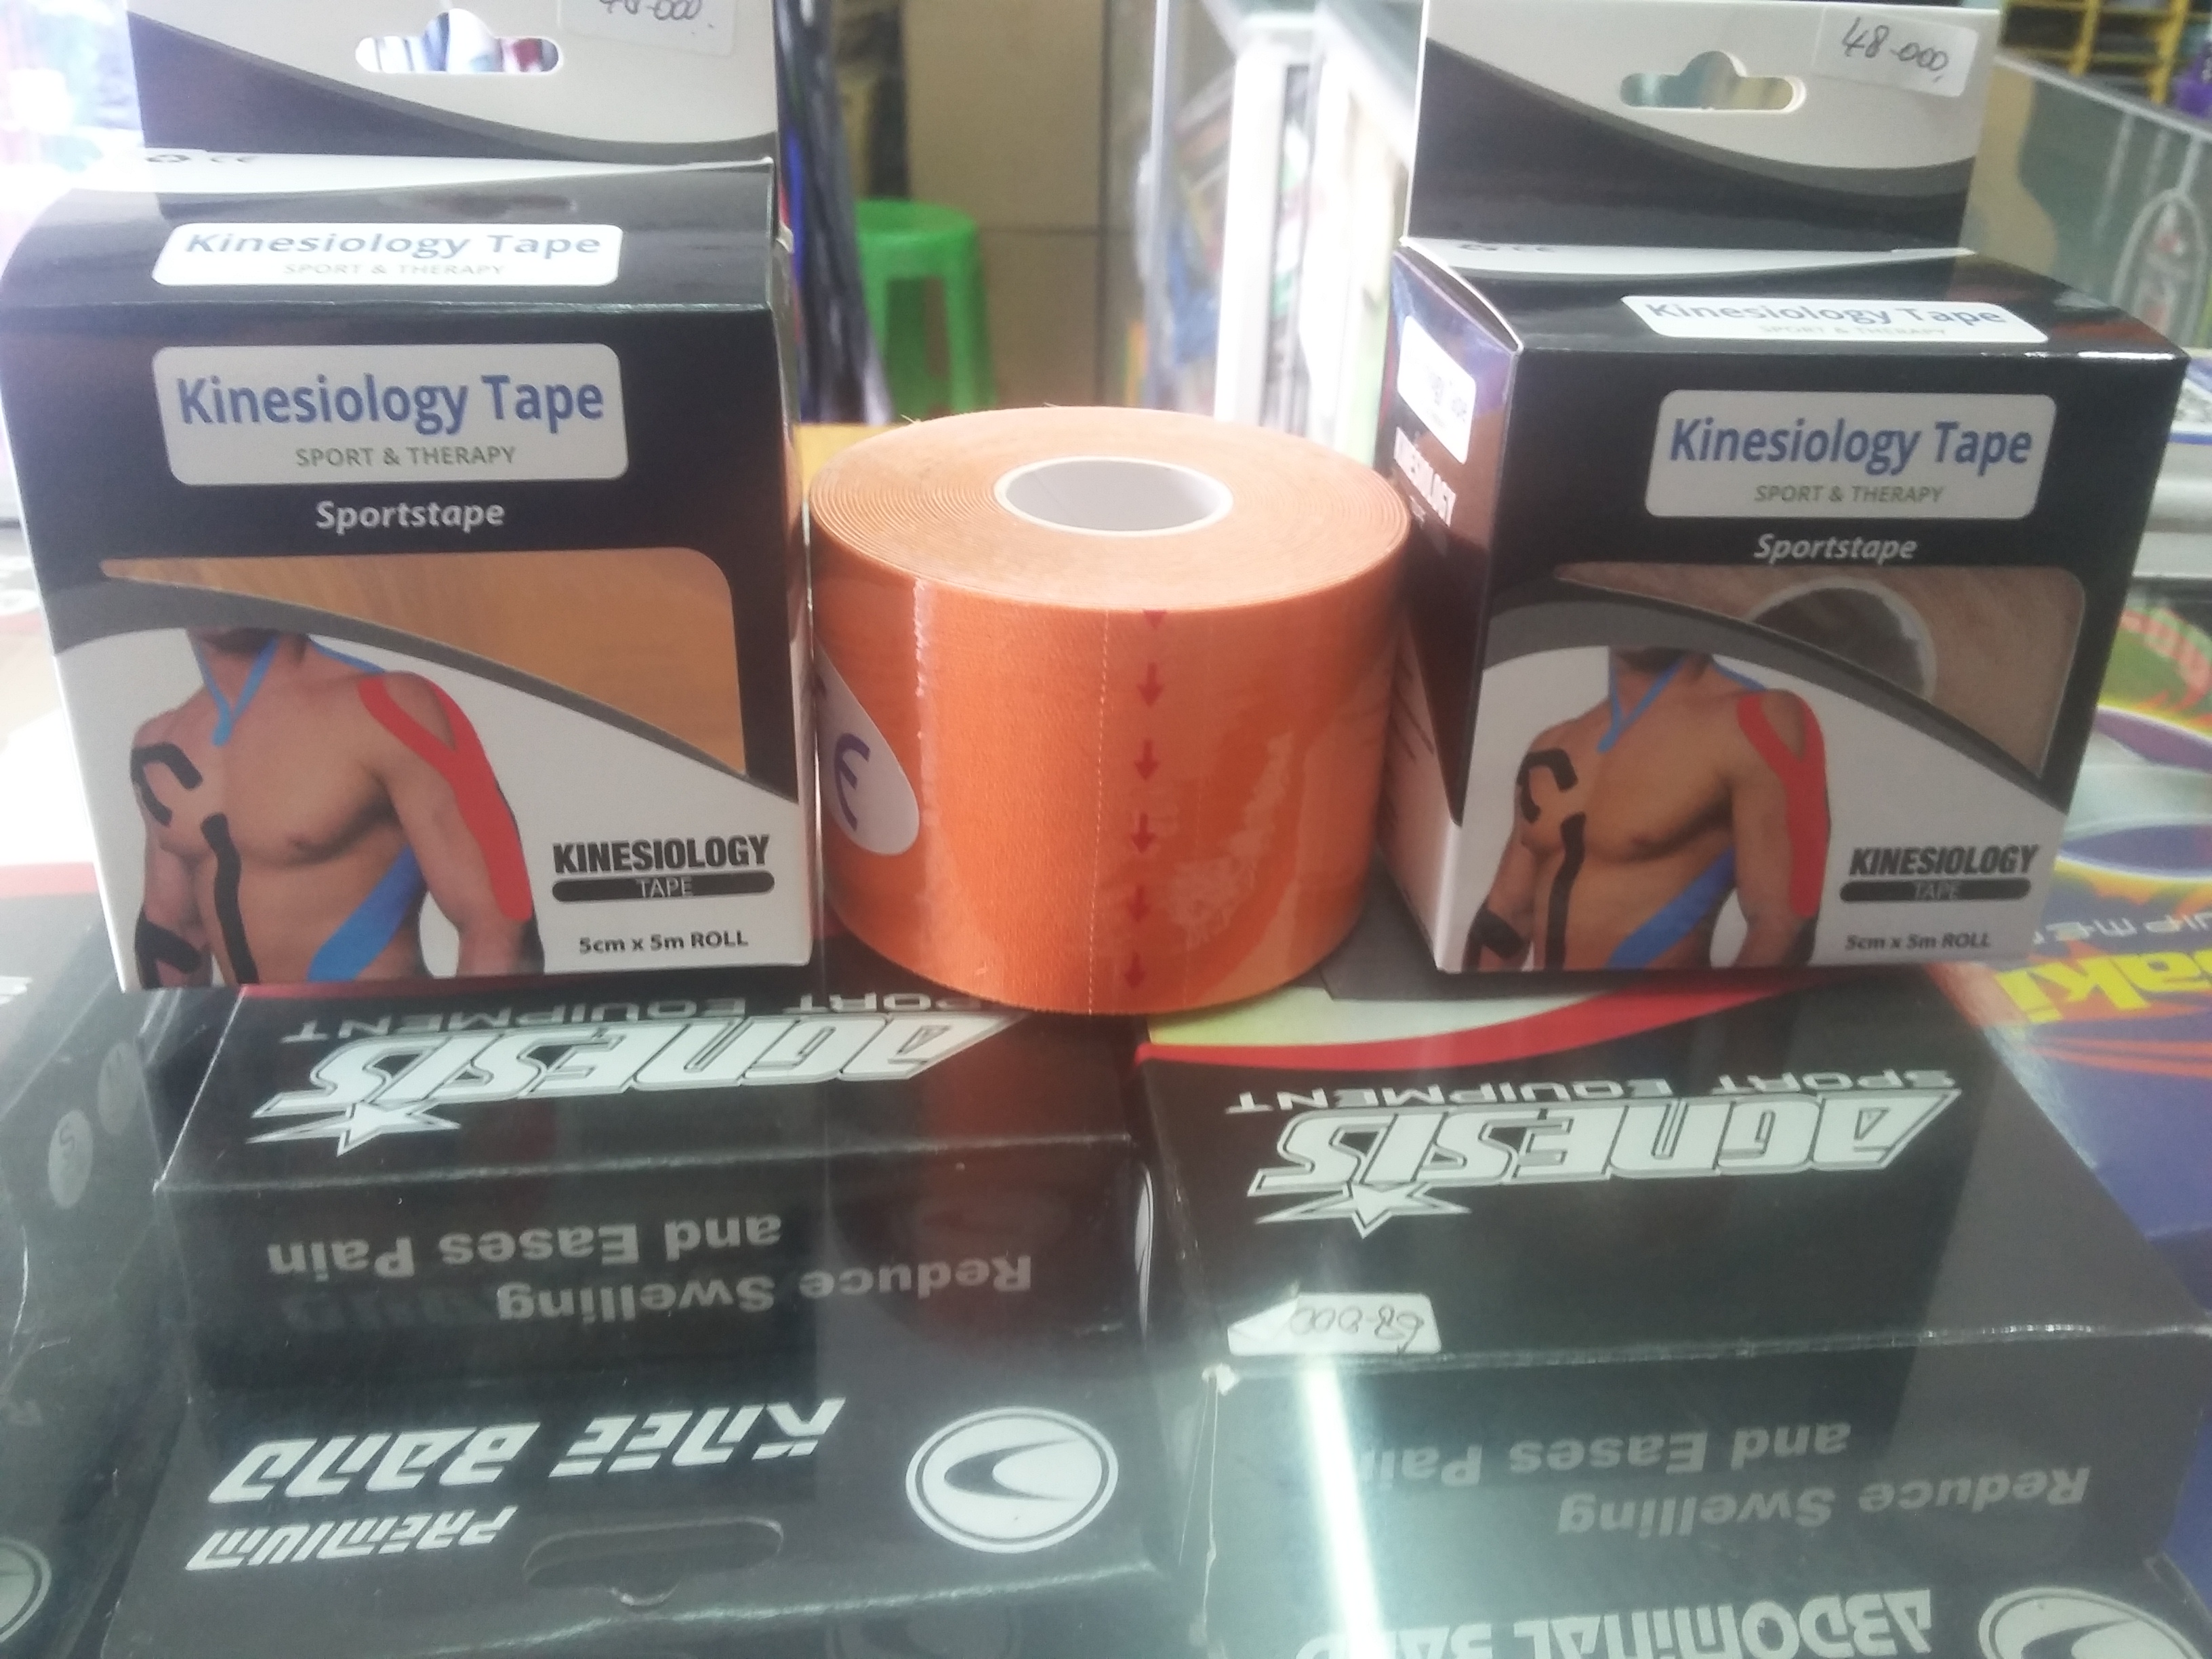 48-000,
Kinesiology Tape
SPORT & THERAPY
Kinesiology Tape
SPORT & THERAPY
Sportstape
KINESIOLOGY
TAPE
5cm x 5m ROLL
Kinesiology Tape
SPORT & THERAPY
Kinesiology Tape
SPORT & THERAPY
Sportstape
KINESIOLOGY
TAPE
5cm x 5m ROLL
KINESIOLOGY
AGNESIS
SPORT EQUIPMENT
Reduce Swelling
and Eases Pain
PREMIUM
KNEE BAND
AGNESIS
SPORT EQUIPMENT
68-000
Reduce Swelling
and Eases Pain
ABDOMINAL BAND